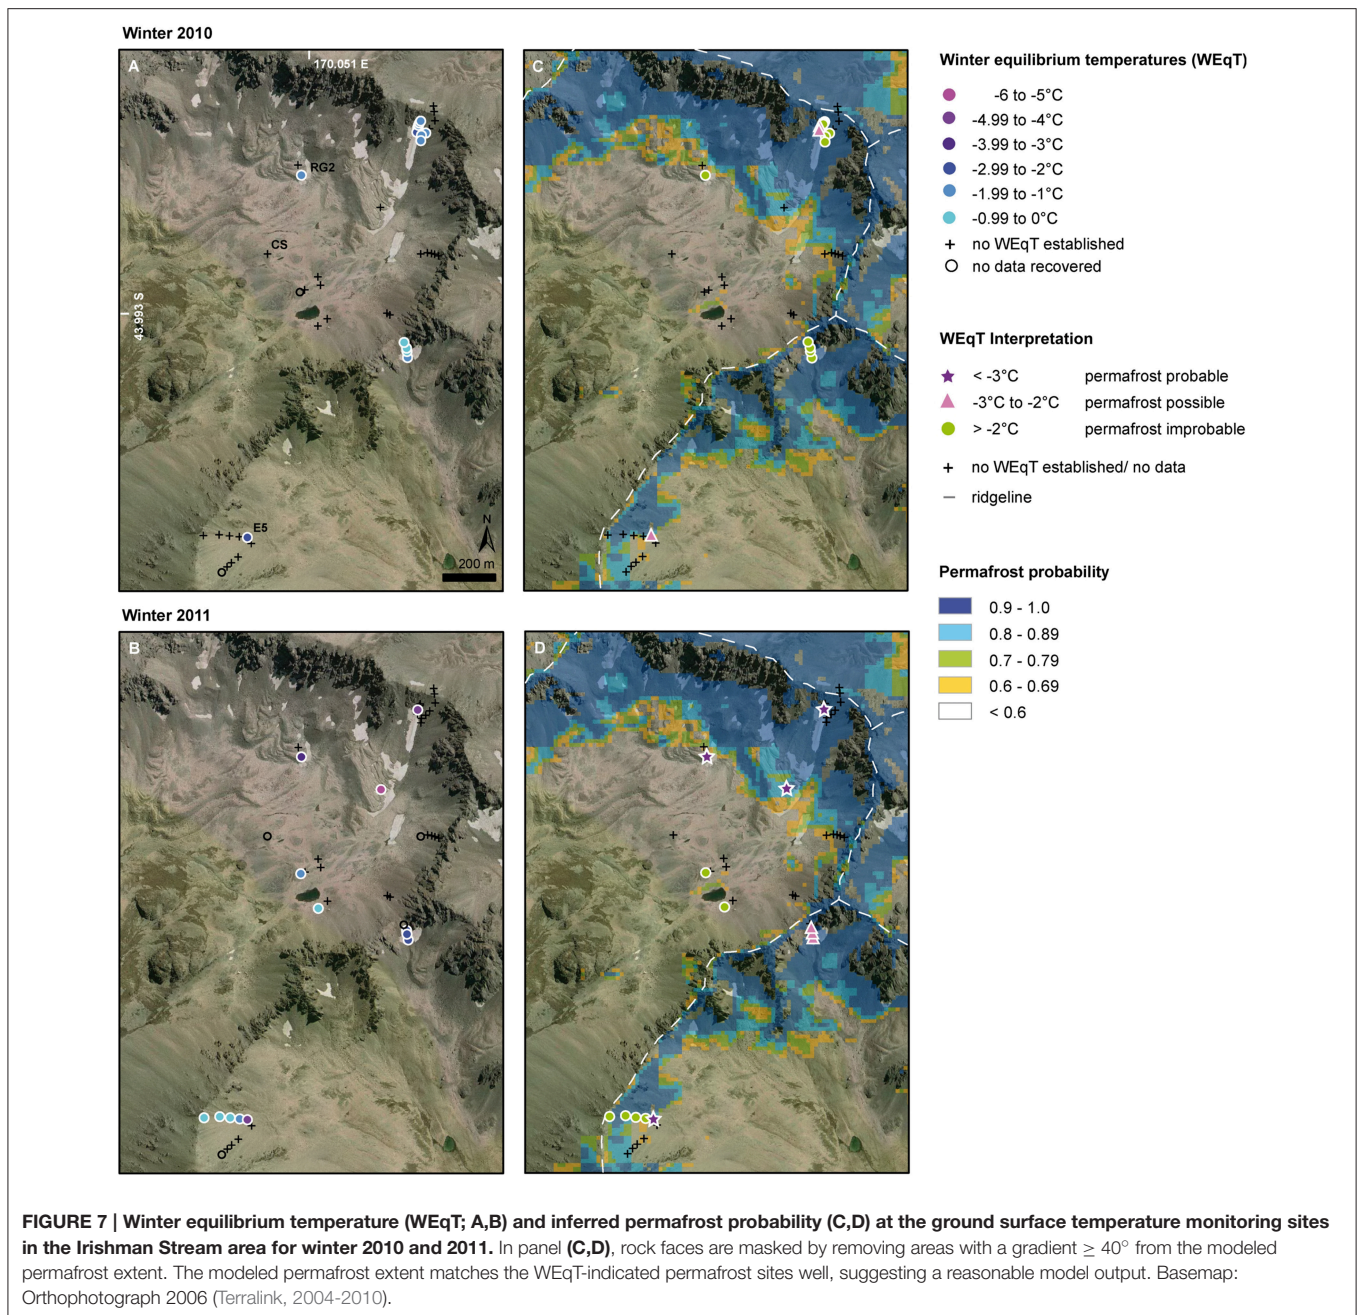 Winter 2010
A
170.051 E
RG2
CS
43.993 S
E5
N
200 m
C
Winter 2011
B
D
Winter equilibrium temperatures (WEqT)
-6 to -5°C
-4.99 to -4°C
-3.99 to -3°C
-2.99 to -2°C
-1.99 to -1°C
-0.99 to 0°C
no WEqT established
no data recovered
WEqT Interpretation
< -3°C permafrost probable
-3°C to -2°C permafrost possible
> -2°C permafrost improbable
no WEqT established/ no data
ridgeline
Permafrost probability
0.9 - 1.0
0.8 - 0.89
0.7 - 0.79
0.6 - 0.69
< 0.6
FIGURE 7 | Winter equilibrium temperature (WEqT; A,B) and inferred permafrost probability (C,D) at the ground surface temperature monitoring sites
in the Irishman Stream area for winter 2010 and 2011. In panel (C,D), rock faces are masked by removing areas with a gradient ≥ 40° from the modeled
permafrost extent. The modeled permafrost extent matches the WEqT-indicated permafrost sites well, suggesting a reasonable model output. Basemap:
Orthophotograph 2006 (Terralink, 2004-2010).